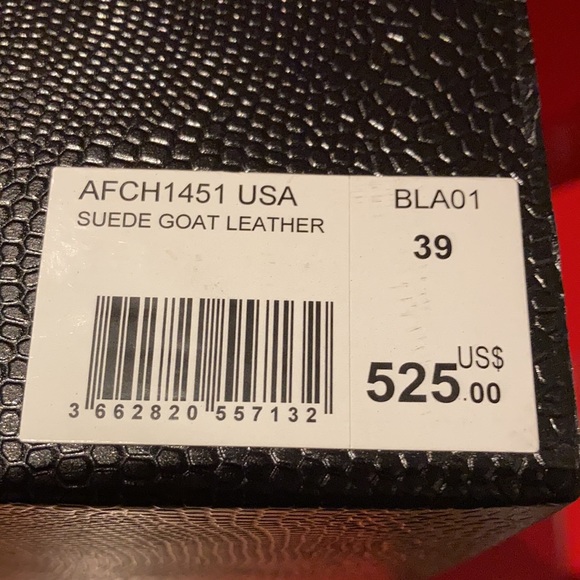 AFCH1451 USA
SUEDE GOAT LEATHER
3 662820 557132
BLA01
39
US$
525.00